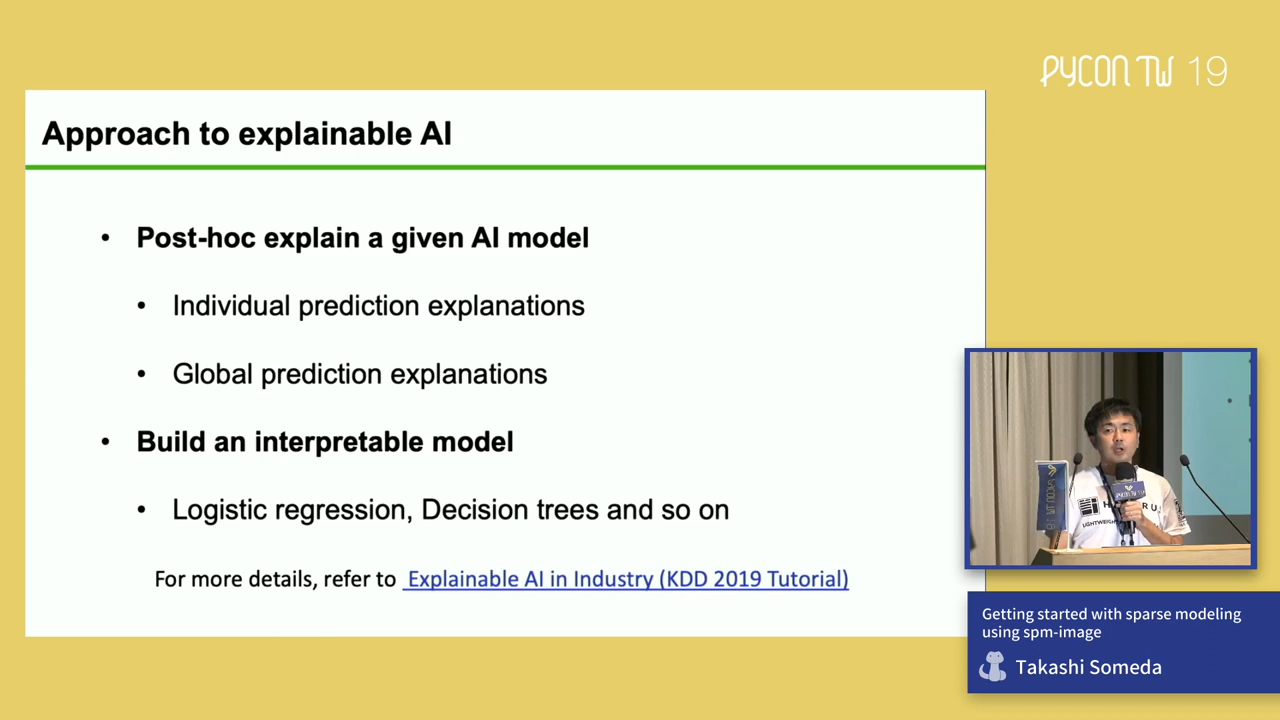 PYCON TW 19
Approach to explainable AI
• Post-hoc explain a given AI model
• Individual prediction explanations
• Global prediction explanations
• Build an interpretable model
• Logistic regression, Decision trees and so on
For more details, refer to Explainable AI in Industry (KDD 2019 Tutorial)
PYCON TW
Getting started with sparse modeling
using spm-image
Takashi Someda